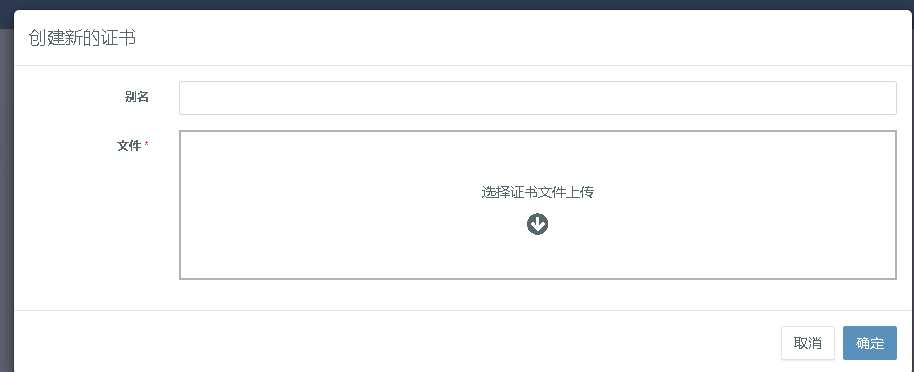 创建新的证书
别名
文件 *
选择证书文件上传
取消 确定